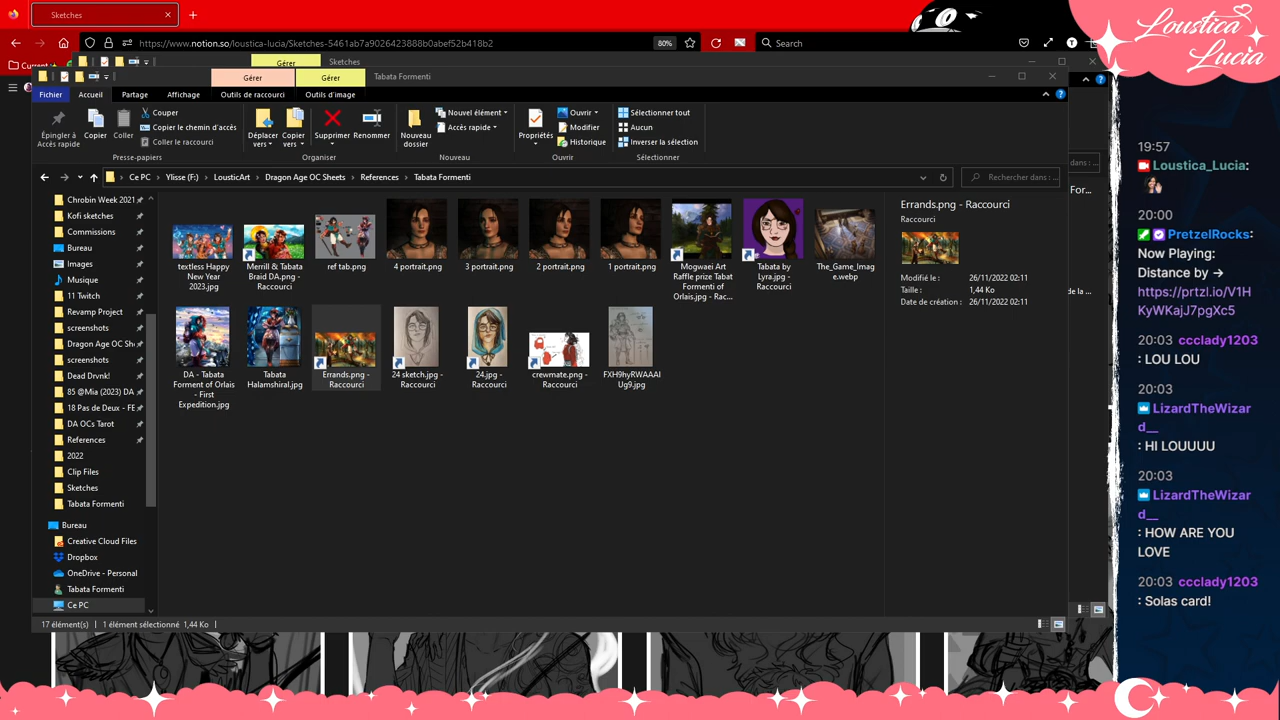 Sketches
https://www.notion.so/loustica-lucia/Sketches-5461ab7a9026423888b0abef52b418b2
80%
Search
Loustica
Lucia
Current
Gérer
Sketches
Gérer
Gérer
Tabata Formenti
Fichier
Accueil
Partage
Affichage
Outils de raccourci
Outils d'image
Épingler à
Accès rapide
Copier
Coller
Couper
Copier le chemin d'accès
Coller le raccourci
Presse-papiers
Déplacer
vers
Copier
vers
Supprimer
Renommer
Organiser
Nouveau
dossier
Nouvel élément
Accès rapide
Nouveau
Propriétés
Ouvrir
Modifier
Historique
Ouvrir
Sélectionner tout
Aucun
Inverser la sélection
Sélectionner
Ce PC
Ylisse (F:)
LousticArt
Dragon Age OC Sheets
References
Tabata Formenti
Rechercher dans : ...
dans : ...
For...
de la ...
Chrobin Week 2021
Kofi sketches
Commissions
Bureau
Images
Musique
11 Twitch
Revamp Project
screenshots
Dragon Age OC Sh
screenshots
Dead Drvnk!
85 @Mia (2023) DA
18 Pas de Deux - FE
DA OCs Tarot
References
2022
Clip Files
Sketches
Tabata Formenti
Bureau
Creative Cloud Files
Dropbox
OneDrive - Personal
Tabata Formenti
Ce PC
textless Happy
New Year
2023.jpg
Merrill & Tabata
Braid DA.png -
Raccourci
ref tab.png
4 portrait.png
3 portrait.png
2 portrait.png
1 portrait.png
Mogwaei Art
Raffle prize Tabat
Formenti of
Orlais.jpg - Rac...
Tabata by
Lyra.jpg -
Raccourci
The_Game_Imag
e.webp
DA - Tabata
Forment of Orlais
- First
Expedition.jpg
Tabata
Halamshiral.jpg
Errands.png -
Raccourci
24 sketch.jpg -
Raccourci
24.jpg -
Raccourci
crewmate.png -
Raccourci
FXH9hyRWAAAI
Ug9.jpg
Errands.png - Raccourci
Raccourci
Modifié le :
26/11/2022 02:11
Taille :
1,44 Ko
Date de création :
26/11/2022 02:11
17 élément(s)
1 élément sélectionné 1,44 Ko
19:57
Loustica_Lucia:
20:00
PretzelRocks:
Now Playing:
Distance by →
https://prtzl.io/V1H
KyWKaJ7pgXc5
20:03 ccclady1203
: LOU LOU
20:03
LizardTheWizar
d__
: HI LOUUUU
20:03
LizardTheWizar
d__
: HOW ARE YOU
LOVE
20:03 ccclady1203
: Solas card!